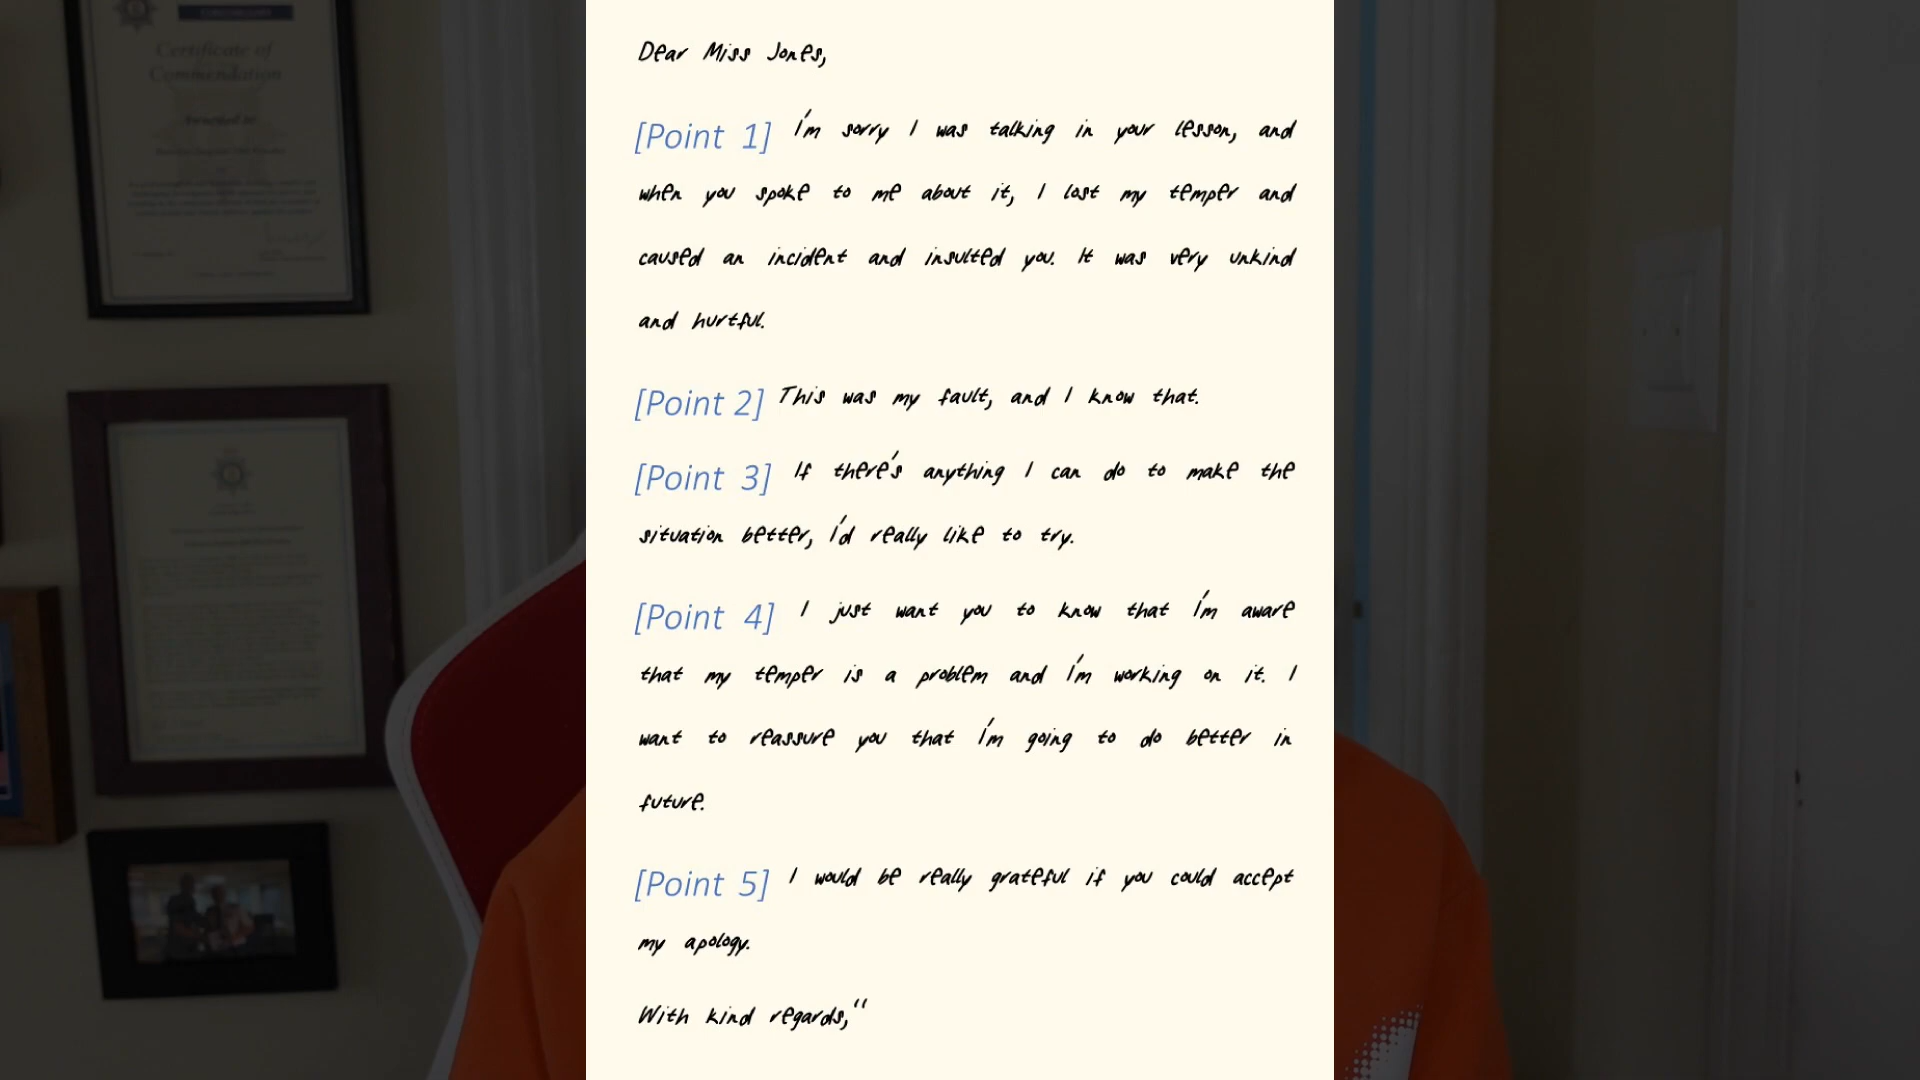 Certificate of
Commendation
Dear Miss Jones,
[Point 1] I'm sorry I was talking in your lesson, and
when you spoke to me about it, I lost my temper and
caused an incident and insulted you. It was very unkind
and hurtful.
[Point 2] This was my fault, and I know that.
[Point 3] If there's anything I can do to make the
situation better, I'd really like to try.
[Point 4] I just want you to know that I'm aware
that my temper is a problem and I'm working on it. I
want to reassure you that I'm going to do better in
future.
[Point 5] I would be really grateful if you could accept
my apology.
With kind regards,"